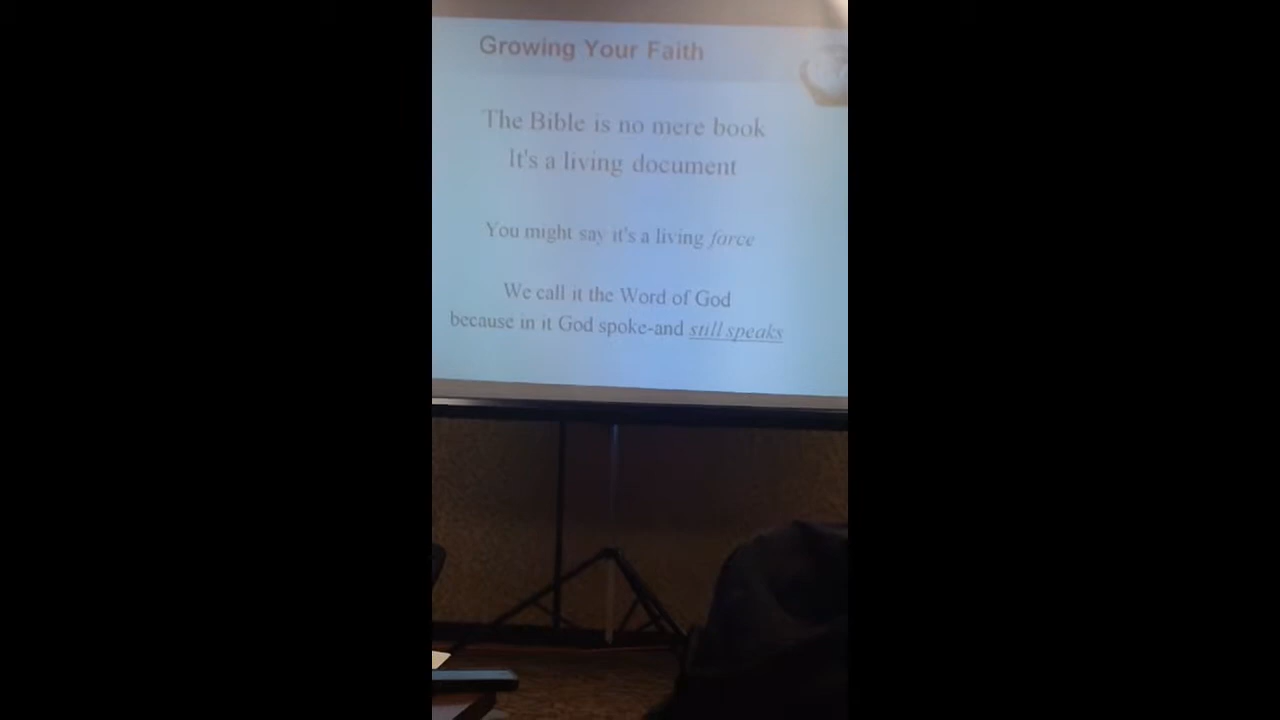 Growing Your Faith
The Bible is no mere book
It's a living document
You might say it's a living farce
We call it the Word of God
because in it God spoke-and still speaks